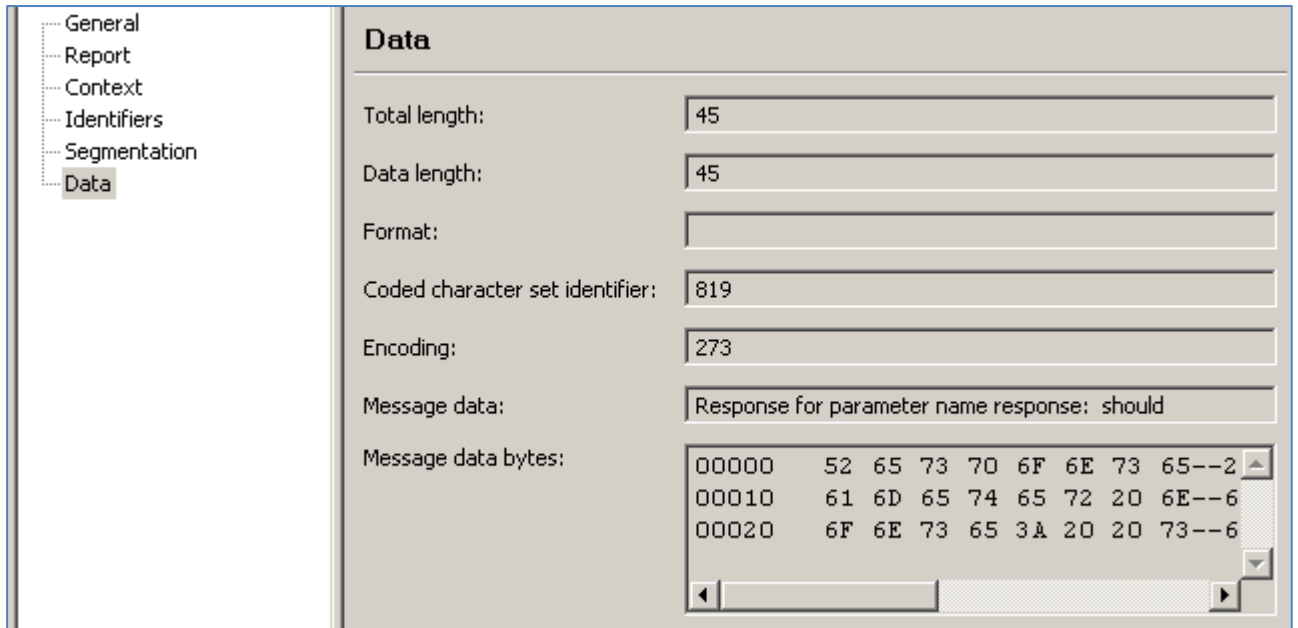 General
Report
Context
Identifiers
Segmentation
Data
Data
Total length:
45
Data length:
45
Format:
Coded character set identifier:
819
Encoding:
273
Message data:
Response for parameter name response:  should
Message data bytes:
00000 52 65 73 70 6F 6E 73 65--2
00010 61 6D 65 74 65 72 20 6E--6
00020 6F 6E 73 65 3A 20 20 73--6